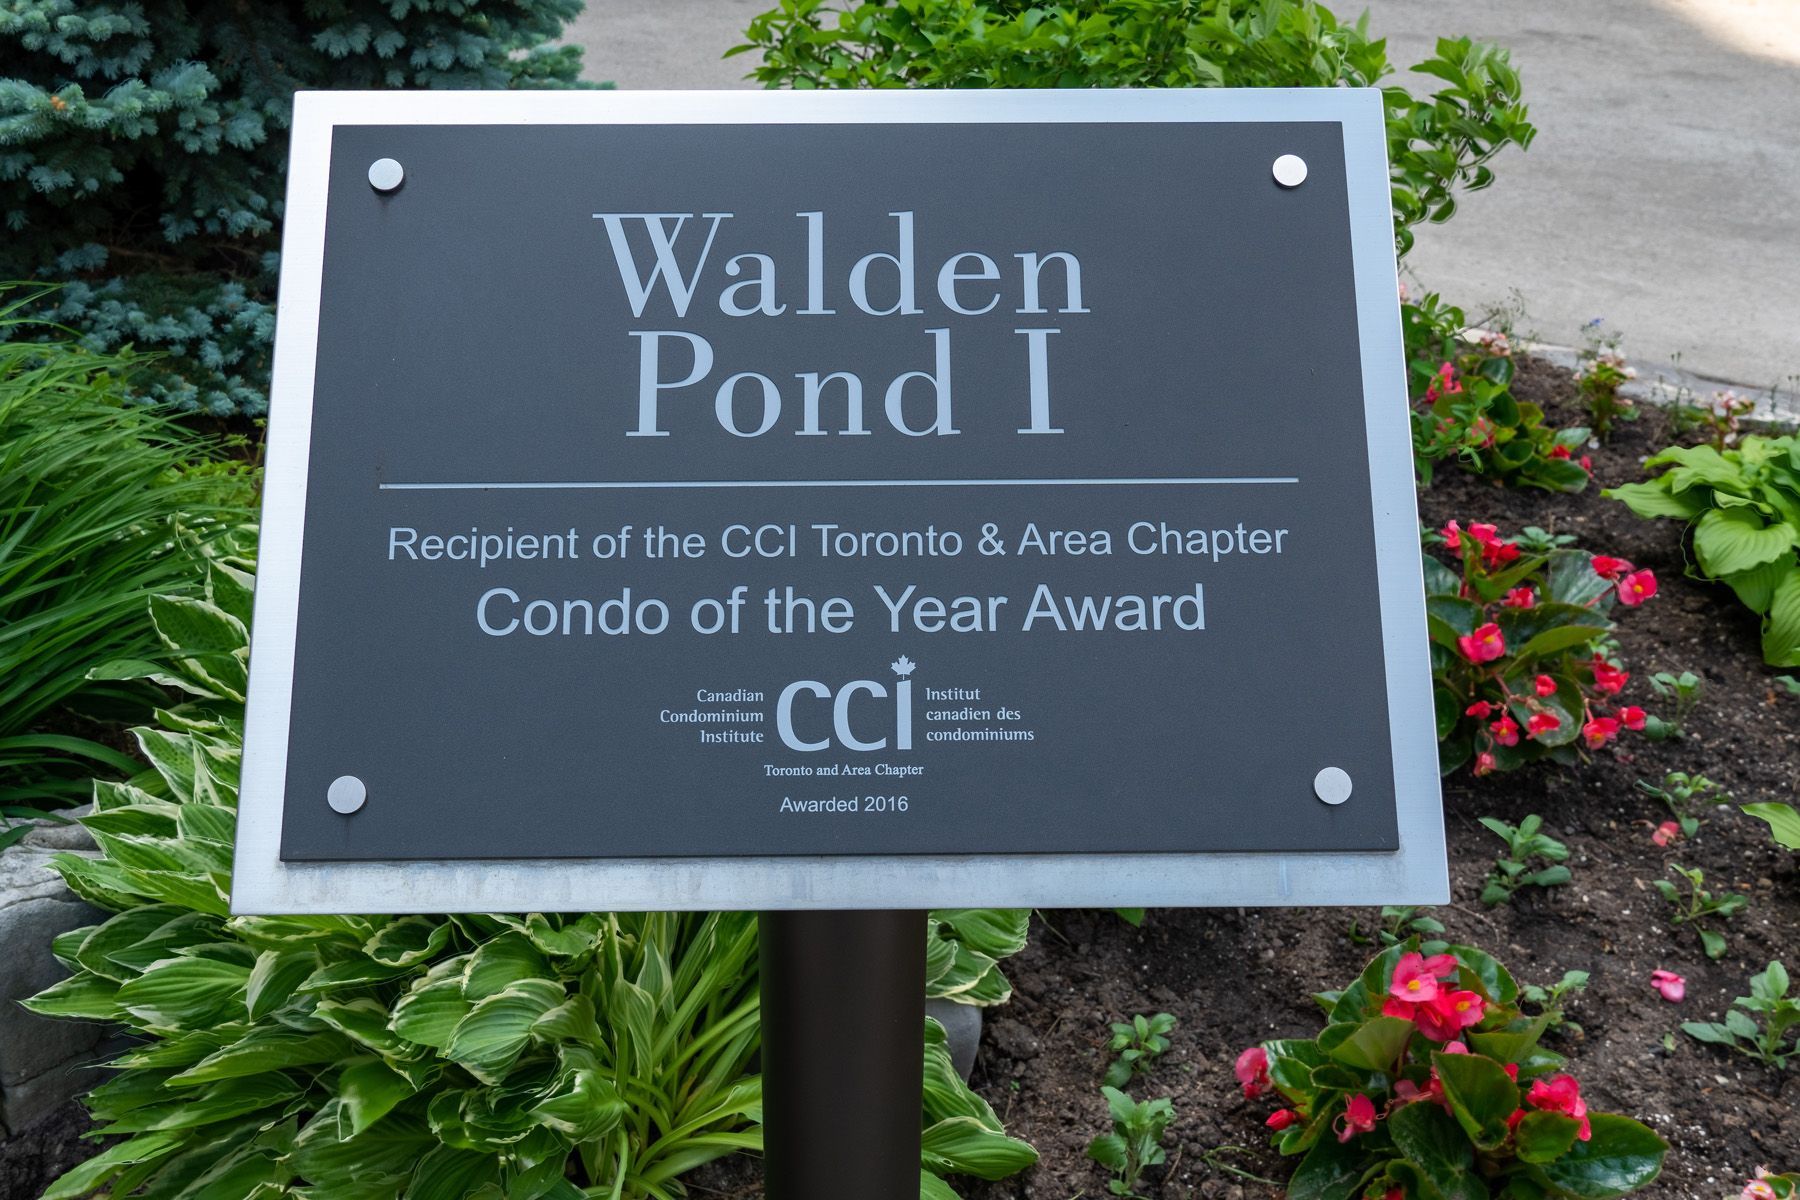 Walden
Pond I
Recipient of the CCI Toronto & Area Chapter
Condo of the Year Award
Canadian
Condominium
Institute
CCI
Institut
canadien des
condominiums
Toronto and Area Chapter
Awarded 2016